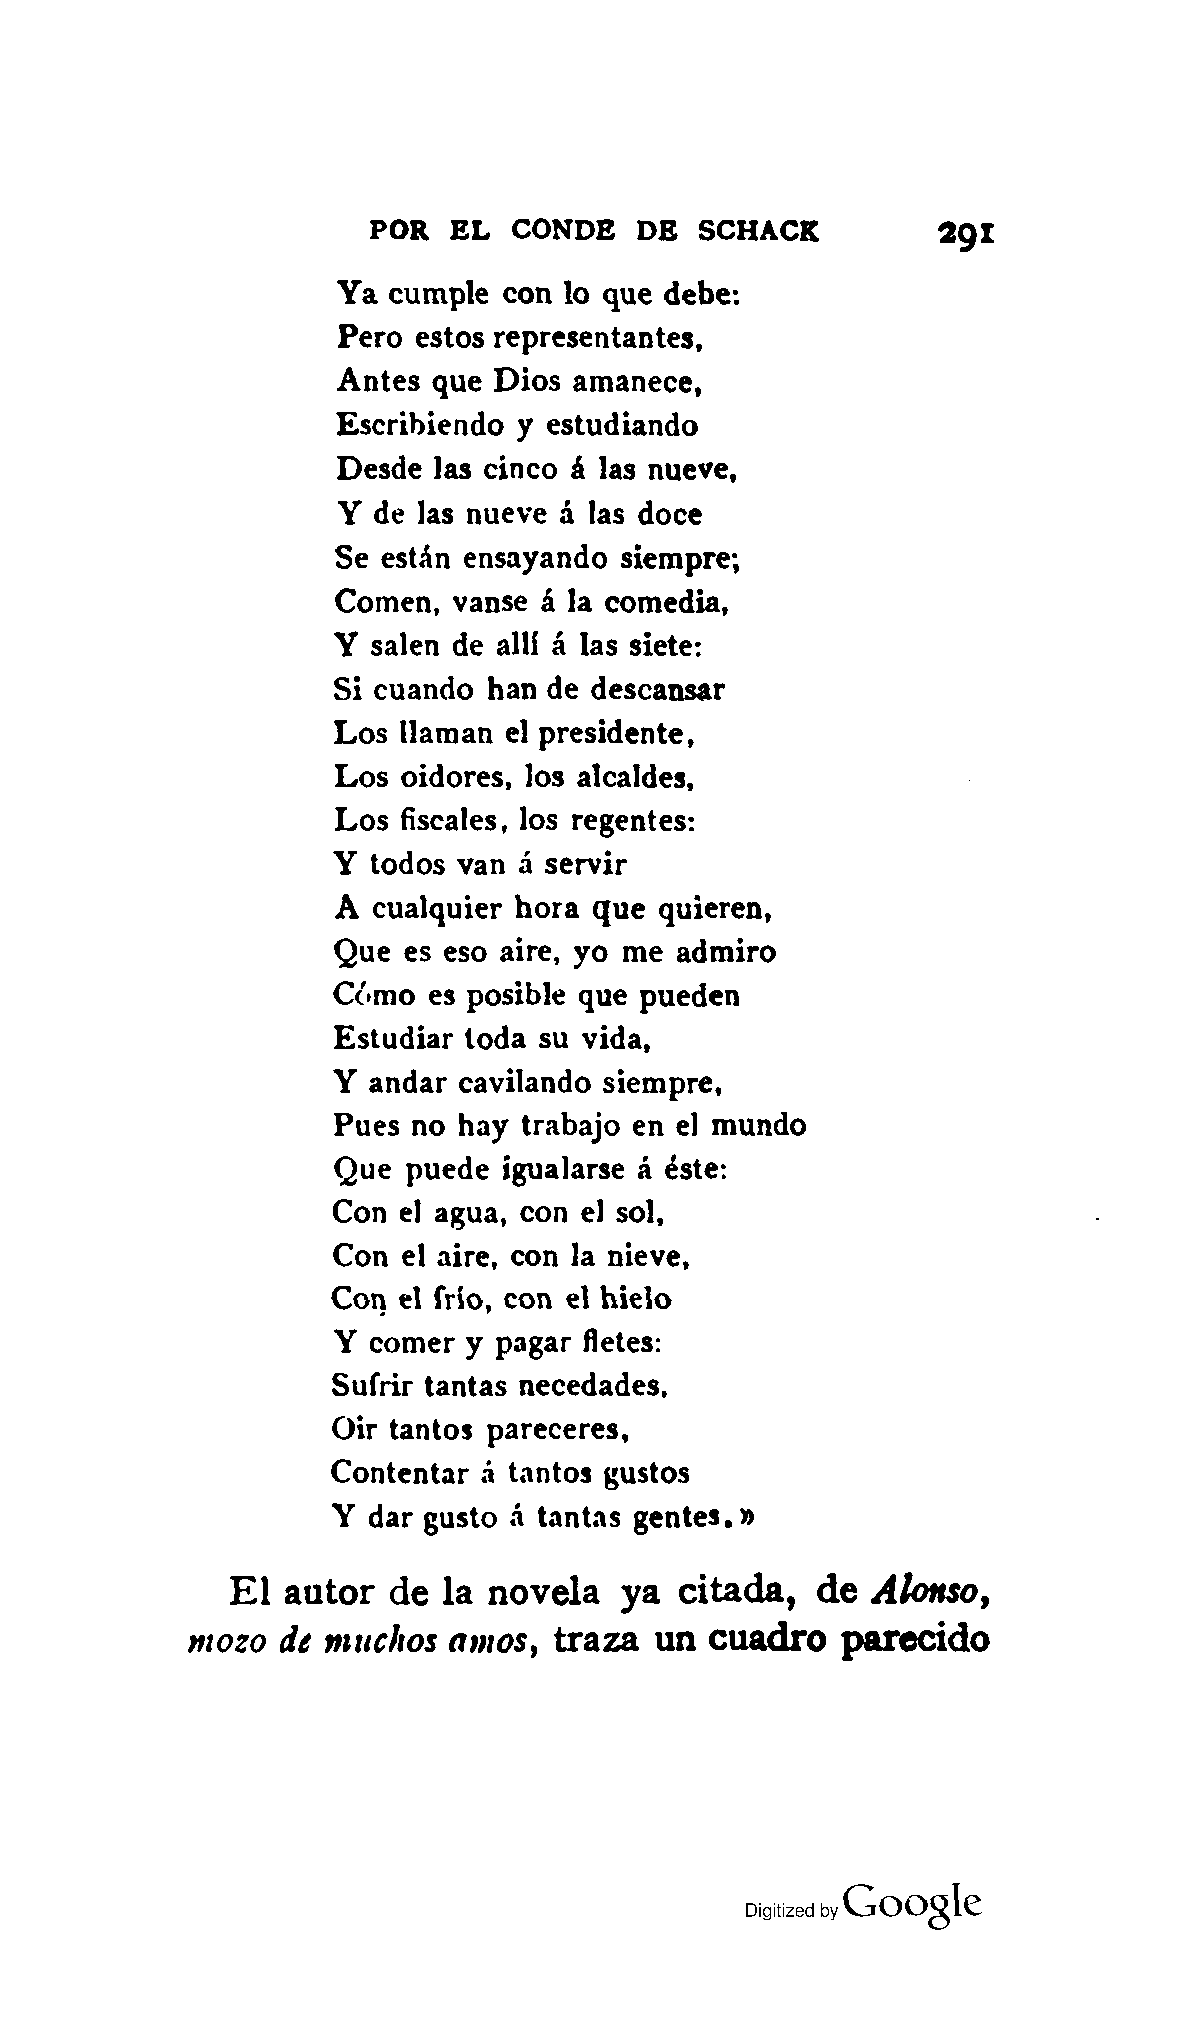 POR EL CONDE DE SCHACK 291
Ya cumple con lo que debe:
Pero estos representantes,
Antes que Dios amanece,
Escribiendo y estudiando
Desde las cinco á las nueve,
Y de las nueve á las doce
Se están ensayando siempre;
Comen, vanse á la comedia,
Y salen de allí á las siete:
Si cuando han de descansar
Los llaman el presidente,
Los oidores, los alcaldes,
Los fiscales, los regentes:
Y todos van á servir
A cualquier hora que quieren,
Que es eso aire, yo me admiro
Cómo es posible que pueden
Estudiar toda su vida,
Y andar cavilando siempre,
Pues no hay trabajo en el mundo
Que puede igualarse á éste:
Con el agua, con el sol,
Con el aire, con la nieve,
Con el frío, con el hielo
Y comer y pagar fletes:
Sufrir tantas necedades,
Oir tantos pareceres,
Contentar á tantos gustos
Y dar gusto á tantas gentes.»
El autor de la novela ya citada, de Alonso,
mozo de muchos amos, traza un cuadro parecido
Digitized by Google